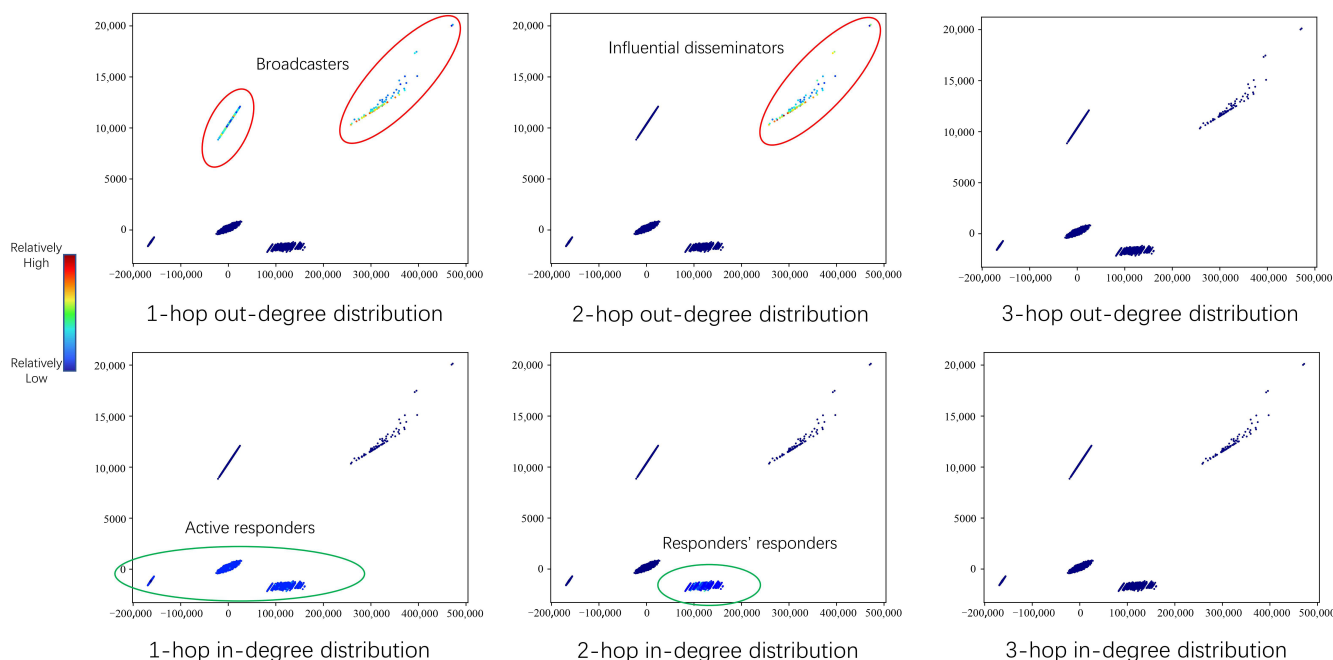 20,000
15,000
10,000
5000
0
Broadcasters
−200,000 −100,000 0 100,000 200,000 300,000 400,000 500,000
1-hop out-degree distribution
20,000
15,000
10,000
5000
0
Influential disseminators
−200,000 −100,000 0 100,000 200,000 300,000 400,000 500,000
2-hop out-degree distribution
20,000
15,000
10,000
5000
0
−200,000 −100,000 0 100,000 200,000 300,000 400,000 500,000
3-hop out-degree distribution
Relatively
High
Relatively
Low
20,000
15,000
10,000
5000
0
Active responders
−200,000 −100,000 0 100,000 200,000 300,000 400,000 500,000
1-hop in-degree distribution
20,000
15,000
10,000
5000
0
Responders’ responders
−200,000 −100,000 0 100,000 200,000 300,000 400,000 500,000
2-hop in-degree distribution
20,000
15,000
10,000
5000
0
−200,000 −100,000 0 100,000 200,000 300,000 400,000 500,000
3-hop in-degree distribution